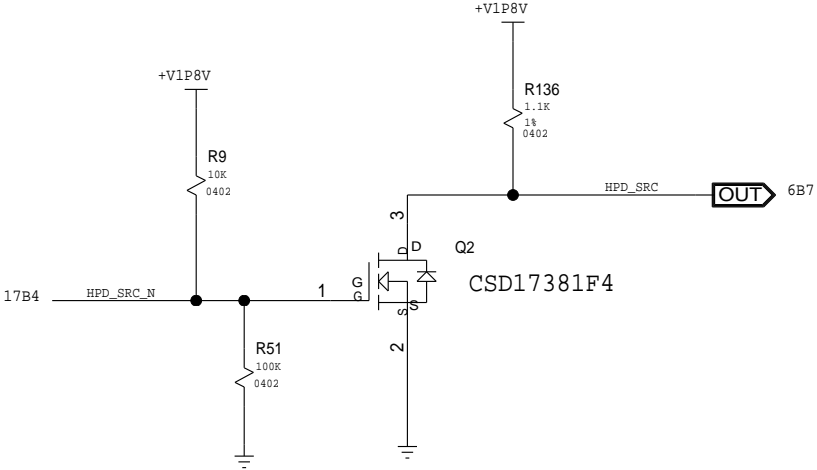 +V1P8V
+V1P8V
R136
1.1K
1%
0402
R9
10K
0402
HPD_SRC
OUT
6B7
3
D
D
Q2
CSD17381F4
G
G
17B4
HPD_SRC_N
1
S
S
2
R51
100K
0402